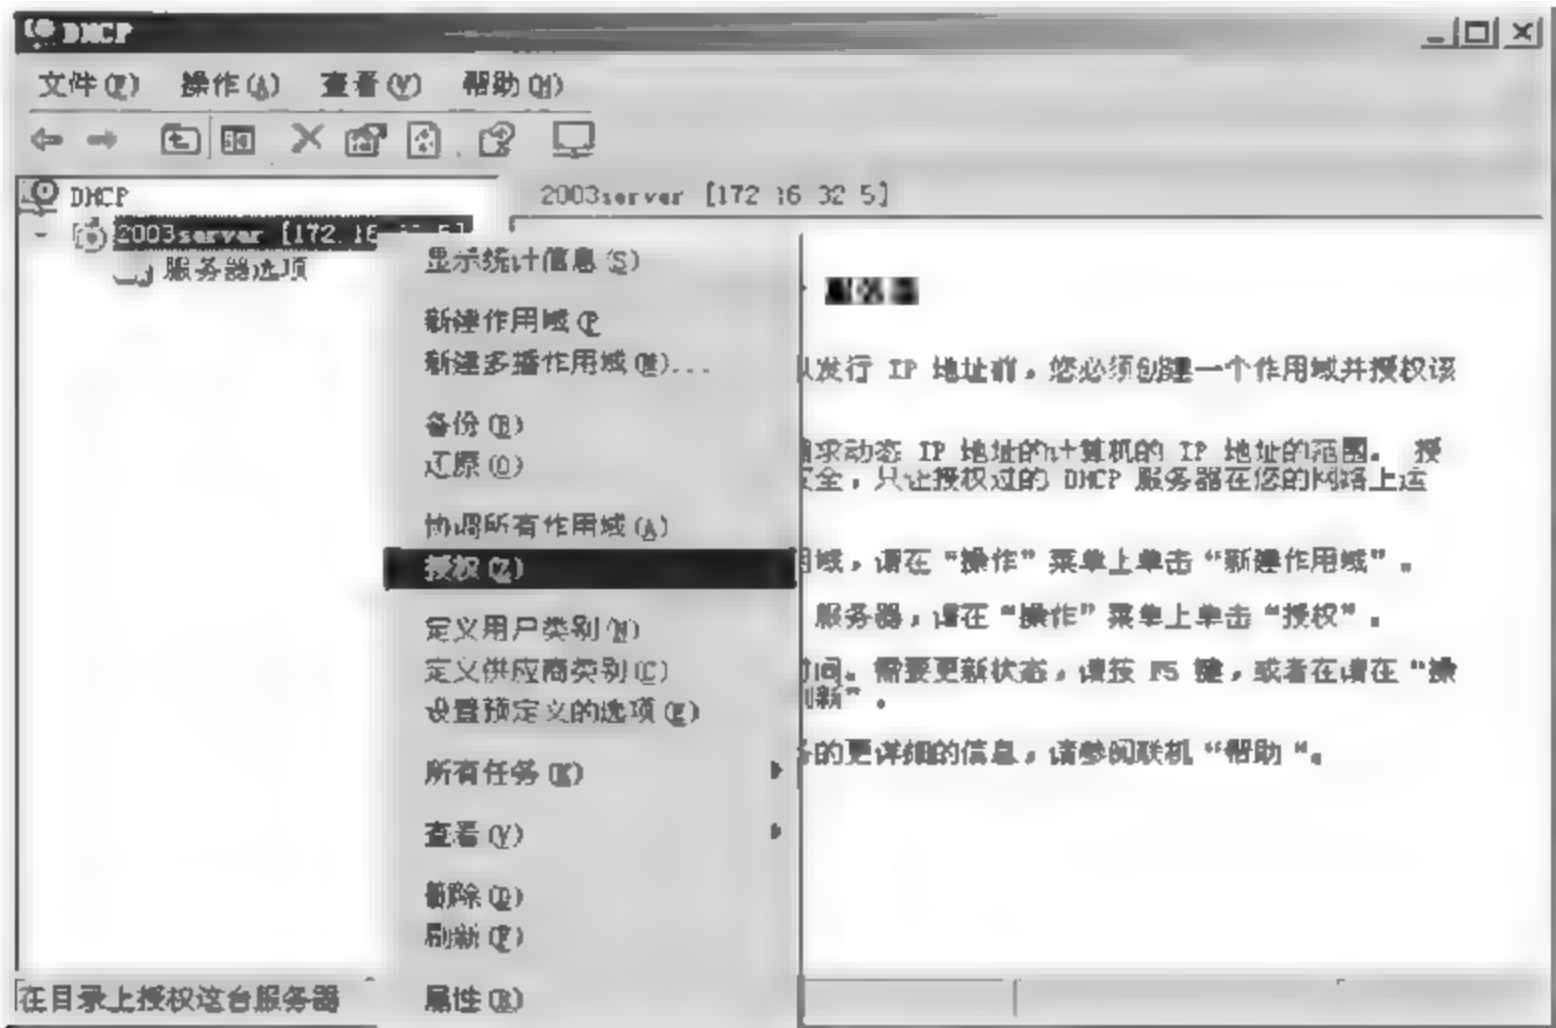 DHCP
文件(F) 操作(A) 查看(V) 帮助(H)
DHCP
2003server [172 16 32 5]
2003server [172.16
服务器选项
显示统计信息(S)
新建作用域(P
新建多播作用域(M)...
备份(B)
还原(O)
协调所有作用域(A)
授权(Z)
定义用户类别(N)
定义供应商类别(C)
设置预定义的选项(E)
所有任务(K)
查看(V)
删除(D)
刷新(F)
属性(R)
服务器
发行 IP 地址前，您必须创建一个作用域并授权该
求动态 IP 地址的计算机的 IP 地址的范围。 授
安全，只让授权过的 DHCP 服务器在您的网络上运
用域，请在“操作”菜单上单击“新建作用域”。
服务器，请在“操作”菜单上单击“授权”。
时间。需要更新状态，请按 F5 键，或者在请在“操
刷新”。
的更详细的信息，请参阅联机“帮助“。
在目录上授权这台服务器